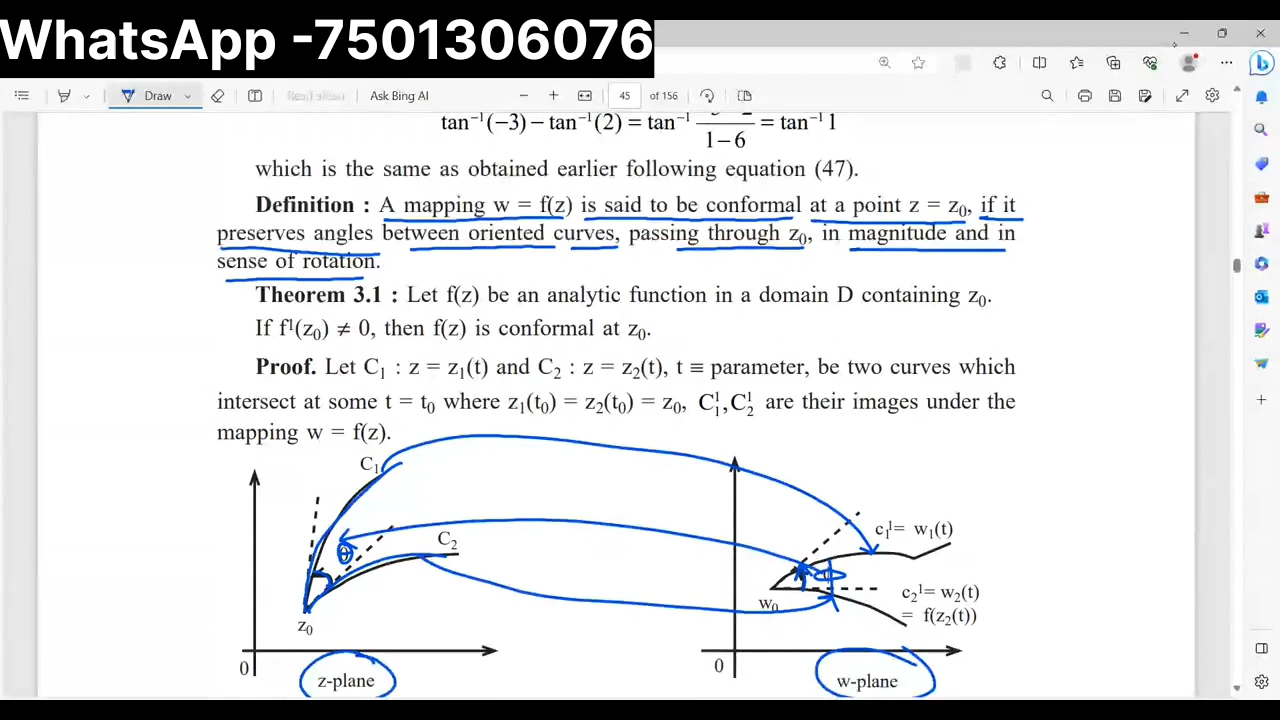 WhatsApp -7501306076
Draw
Read aloud
Ask Bing AI
45 of 156
tan⁻¹(−3) − tan⁻¹(2) = tan⁻¹ / 1−6 = tan⁻¹ 1
which is the same as obtained earlier following equation (47).
Definition : A mapping w = f(z) is said to be conformal at a point z = z₀, if it
preserves angles between oriented curves, passing through z₀, in magnitude and in
sense of rotation.
Theorem 3.1 : Let f(z) be an analytic function in a domain D containing z₀.
If f¹(z₀) ≠ 0, then f(z) is conformal at z₀.
Proof. Let C₁ : z = z₁(t) and C₂ : z = z₂(t), t ≡ parameter, be two curves which
intersect at some t = t₀ where z₁(t₀) = z₂(t₀) = z₀, C₁¹,C₂¹ are their images under the
mapping w = f(z).
C₁
C₂
θ
z₀
0
z-plane
c₁¹= w₁(t)
ϕ
w₀
c₂¹= w₂(t)
= f(z₂(t))
0
w-plane